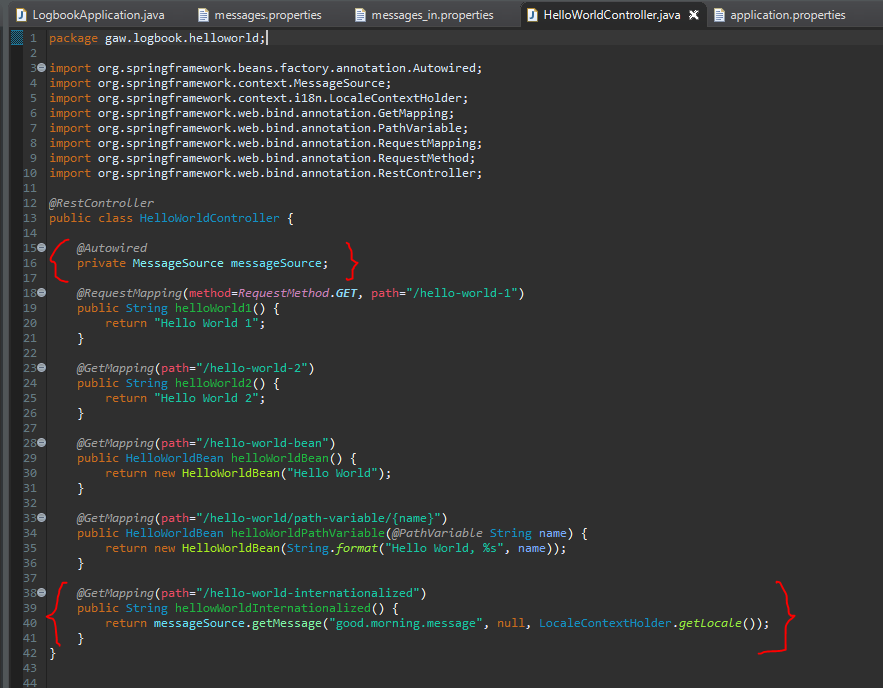 LogbookApplication.java messages.properties messages_in.properties HelloWorldController.java application.properties
1 package gaw.logbook.helloworld;
2
3 import org.springframework.beans.factory.annotation.Autowired;
4 import org.springframework.context.MessageSource;
5 import org.springframework.context.i18n.LocaleContextHolder;
6 import org.springframework.web.bind.annotation.GetMapping;
7 import org.springframework.web.bind.annotation.PathVariable;
8 import org.springframework.web.bind.annotation.RequestMapping;
9 import org.springframework.web.bind.annotation.RequestMethod;
10 import org.springframework.web.bind.annotation.RestController;
11
12 @RestController
13 public class HelloWorldController {
14
15 @Autowired
16 private MessageSource messageSource;
17
18 @RequestMapping(method=RequestMethod.GET, path="/hello-world-1")
19 public String helloWorld1() {
20 return "Hello World 1";
21 }
22
23 @GetMapping(path="/hello-world-2")
24 public String helloWorld2() {
25 return "Hello World 2";
26 }
27
28 @GetMapping(path="/hello-world-bean")
29 public HelloWorldBean helloWorldBean() {
30 return new HelloWorldBean("Hello World");
31 }
32
33 @GetMapping(path="/hello-world/path-variable/{name}")
34 public HelloWorldBean helloWorldPathVariable(@PathVariable String name) {
35 return new HelloWorldBean(String.format("Hello World, %s", name));
36 }
37
38 @GetMapping(path="/hello-world-internationalized")
39 public String hellowWorldInternationalized() {
40 return messageSource.getMessage("good.morning.message", null, LocaleContextHolder.getLocale());
41 }
42 }
43
44